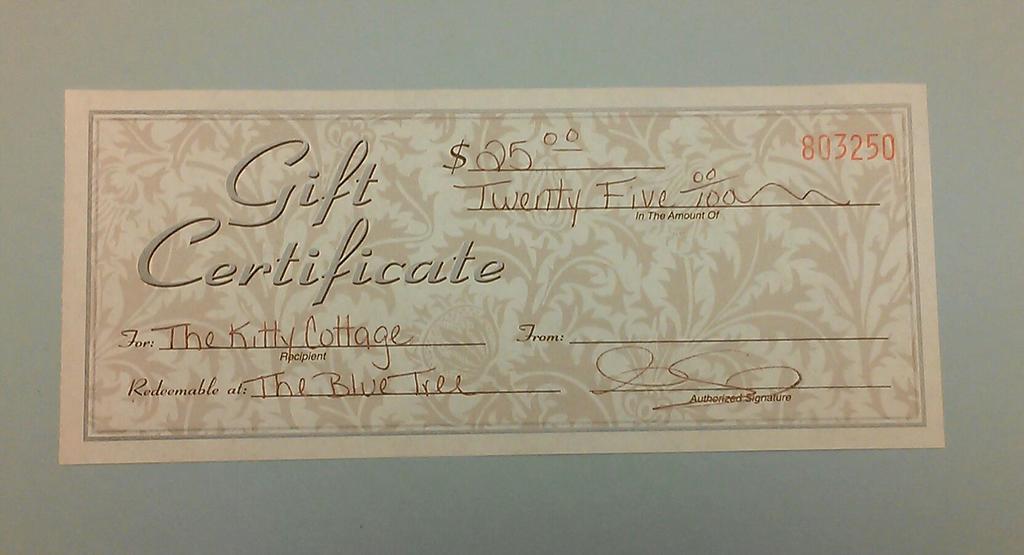 Gift
Certificate
$ 25 00
803250
Twenty Five 00/100
In The Amount Of
For: The Kitty Cottage
Recipient
From:
Redeemable at: The Blue Tree
Authorized Signature